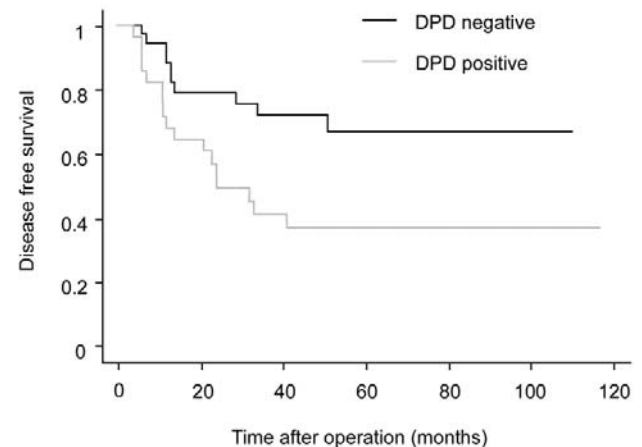 DPD negative
DPD positive
1
0.8
0.6
0.4
0.2
0
Disease free survival
0 20 40 60 80 100 120
Time after operation (months)